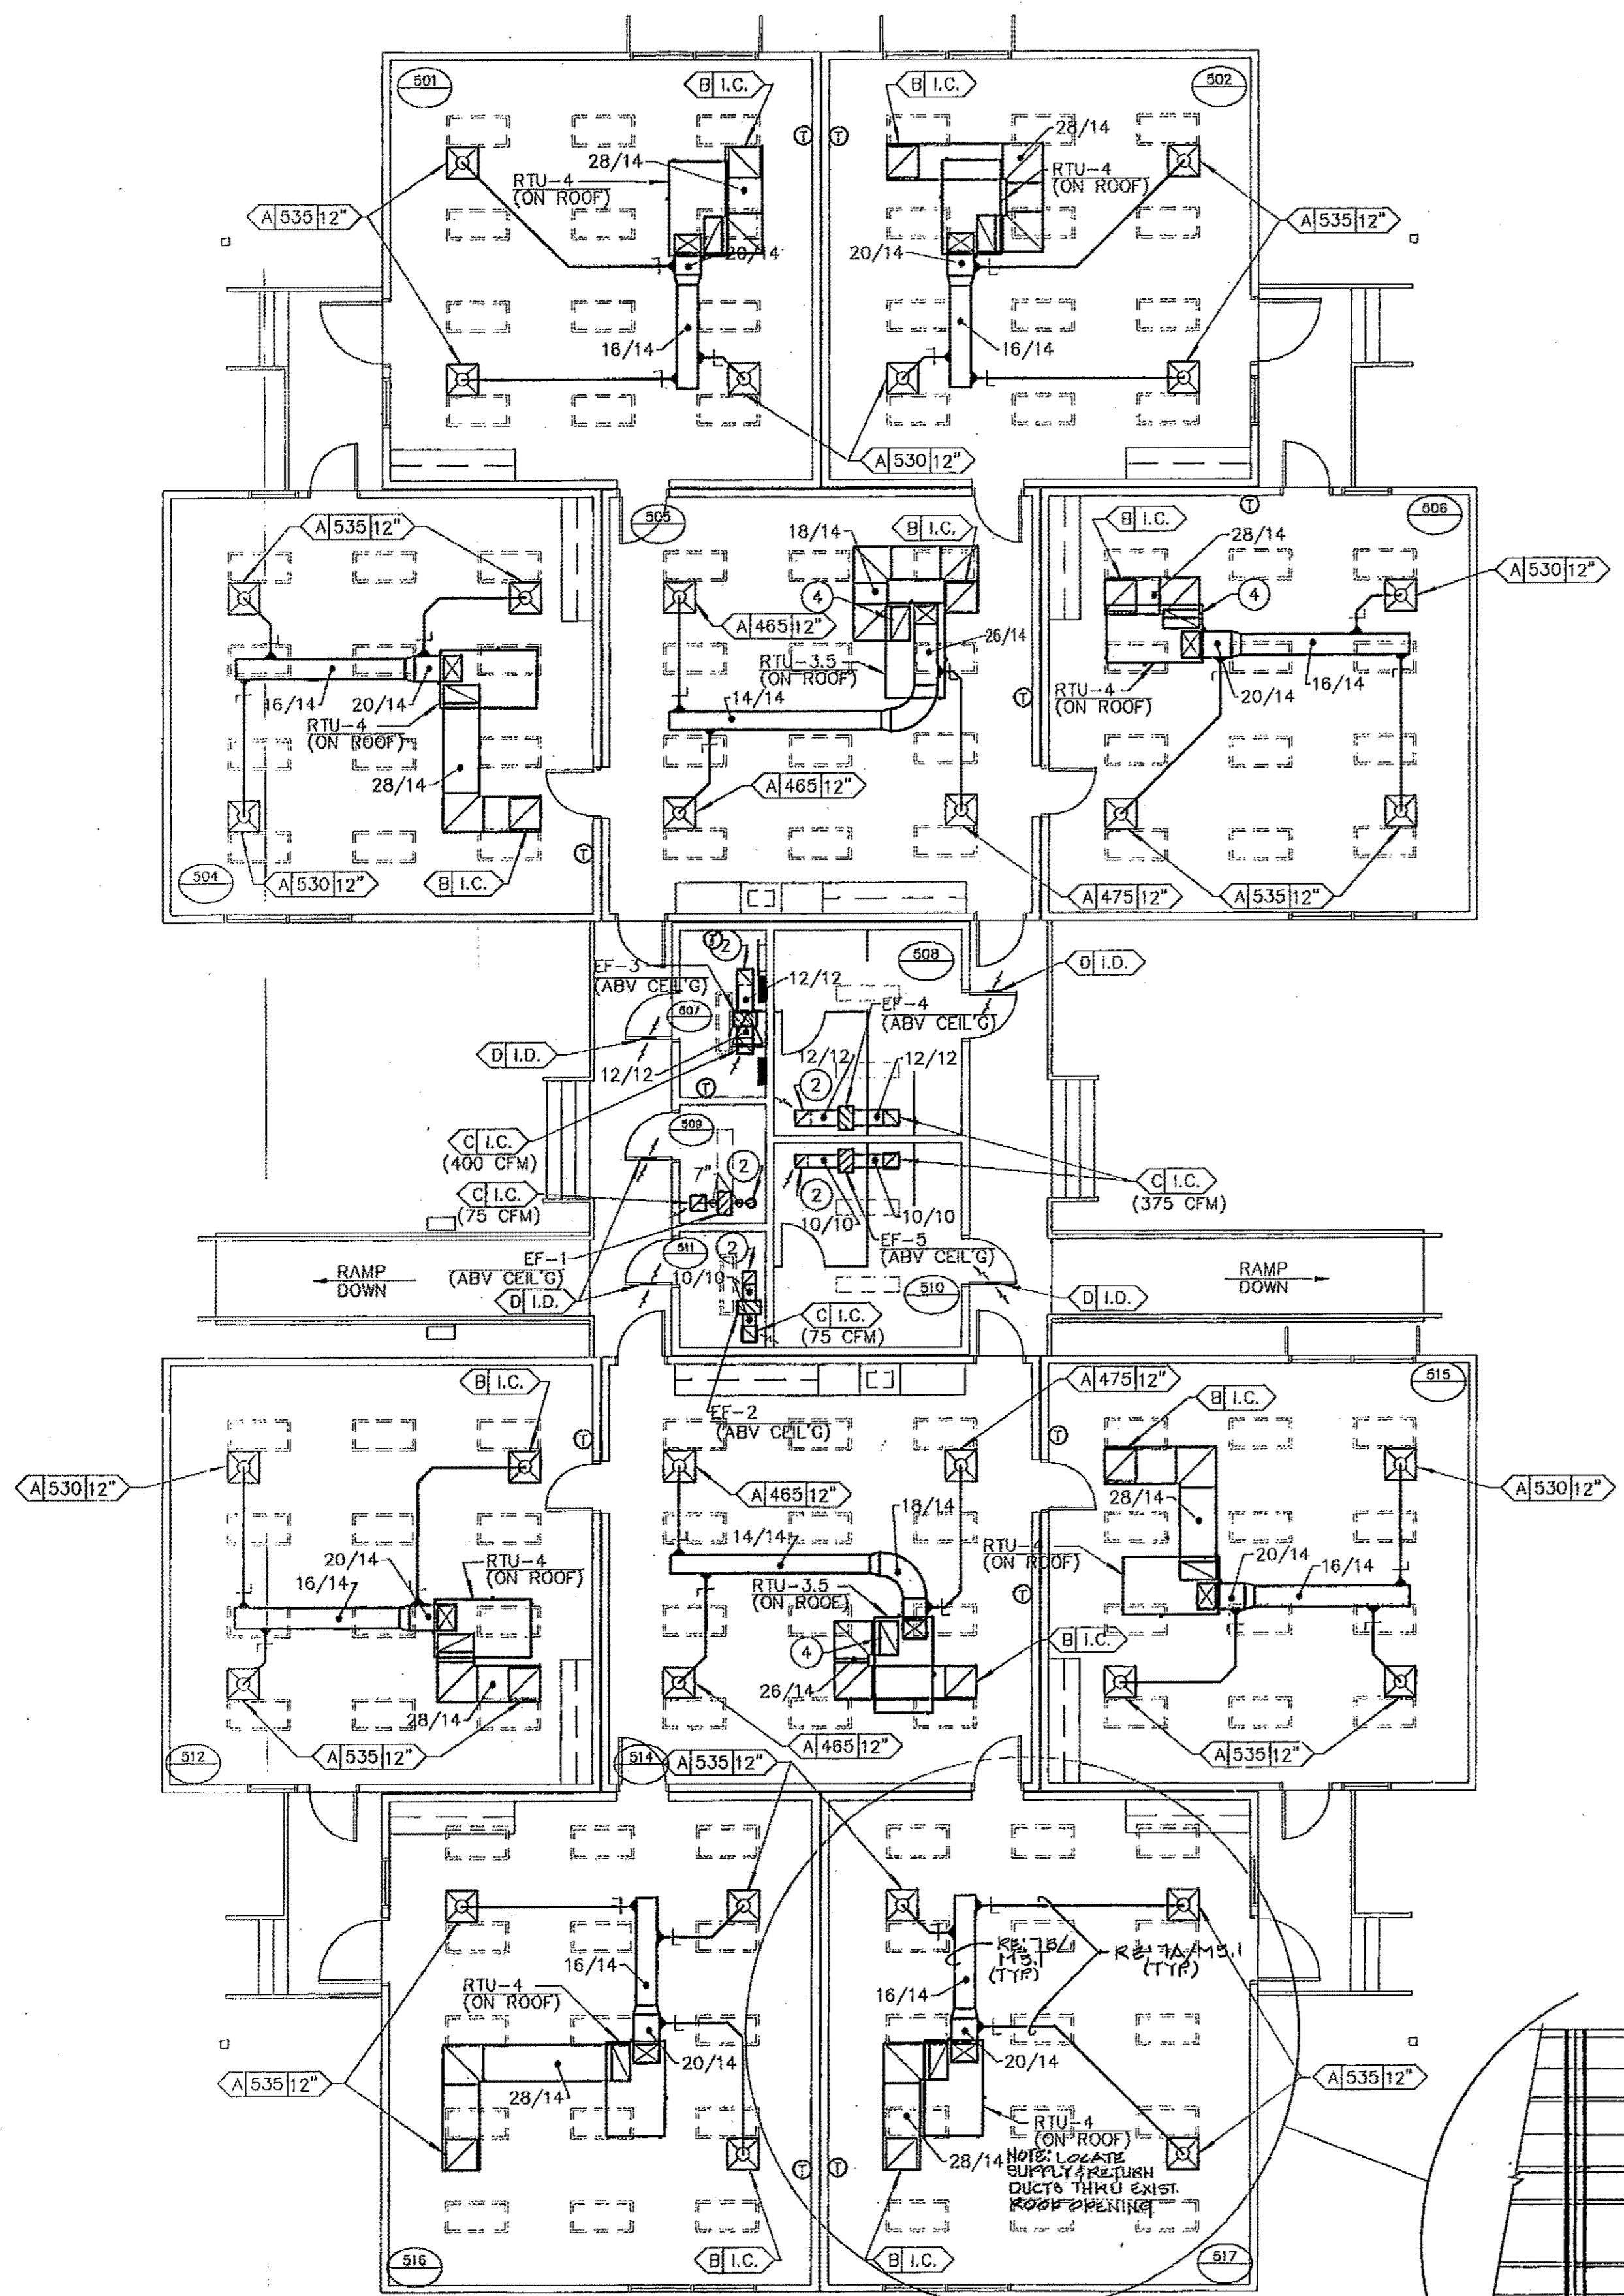 501
B I.C.
B I.C.
502
28/14
RTU-4
(ON ROOF)
28/14
RTU-4
(ON ROOF)
A 535 12"
A 535 12"
20/14
20/14
16/14
16/14
A 530 12"
A 535 12"
505
18/14
B I.C.
B I.C.
28/14
506
A 530 12"
4
4
A 465 12"
26/14
RTU-3.5
(ON ROOF)
14/14
16/14
20/14
RTU-4
(ON ROOF)
28/14
RTU-4
(ON ROOF)
20/14
16/14
A 465 12"
504
A 530 12"
B I.C.
A 475 12"
A 535 12"
2
508
D I.D.
EF-3
(ABV CEIL'G)
12/12
507
EF-4
(ABV CEIL'G)
D I.D.
12/12
12/12
12/12
2
C I.C.
(400 CFM)
509
7"
2
C I.C.
(75 CFM)
2
10/10
10/10
C I.C.
(375 CFM)
EF-1
(ABV CEIL'G)
511
2
10/10
EF-5
(ABV CEIL'G)
510
RAMP
DOWN
RAMP
DOWN
D I.D.
C I.C.
(75 CFM)
D I.D.
B I.C.
A 475 12"
B I.C.
515
EF-2
(ABV CEIL'G)
A 530 12"
A 465 12"
18/14
28/14
A 530 12"
14/14
20/14
16/14
RTU-4
(ON ROOF)
RTU-3.5
(ON ROOF)
RTU-4
(ON ROOF)
20/14
16/14
4
B I.C.
26/14
28/14
512
A 535 12"
514
A 465 12"
A 535 12"
A 535 12"
RE: 7B/
M5.1
(TYP)
RE: 7A/M5.1
(TYP)
16/14
16/14
RTU-4
(ON ROOF)
20/14
20/14
A 535 12"
28/14
A 535 12"
RTU-4
(ON ROOF)
28/14
NOTE: LOCATE
SUPPLY & RETURN
DUCTS THRU EXIST.
ROOF OPENING
516
B I.C.
B I.C.
517
T
T
T
T
T
T
T
T
T
T
T
T